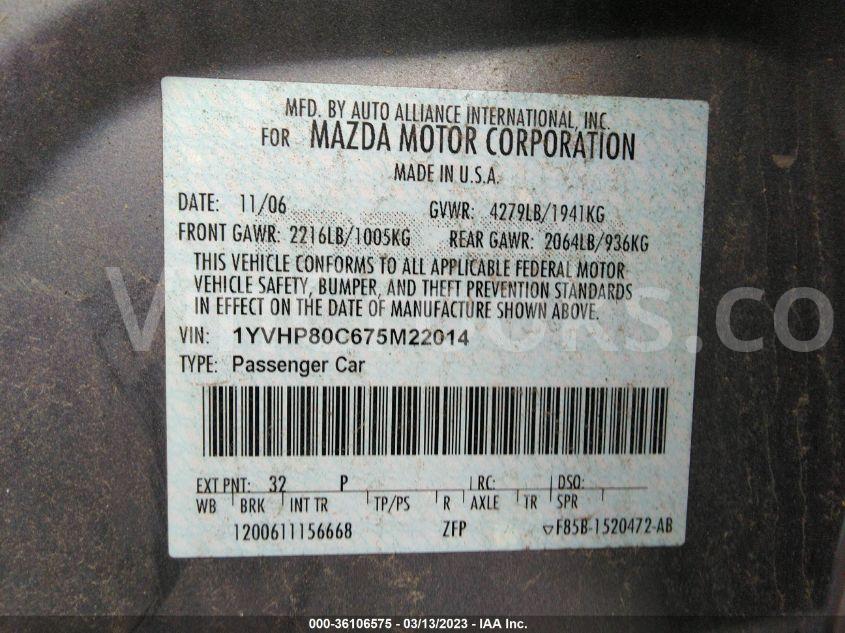 MFD. BY AUTO ALLIANCE INTERNATIONAL, INC.
FOR MAZDA MOTOR CORPORATION
MADE IN U.S.A.
DATE: 11/06 GVWR: 4279LB/1941KG
FRONT GAWR: 2216LB/1005KG REAR GAWR: 2064LB/936KG
THIS VEHICLE CONFORMS TO ALL APPLICABLE FEDERAL MOTOR
VEHICLE SAFETY, BUMPER, AND THEFT PREVENTION STANDARDS
IN EFFECT ON THE DATE OF MANUFACTURE SHOWN ABOVE.
VIN: 1YVHP80C675M22014
TYPE: Passenger Car
EXT PNT: 32 P RC: DSO:
WB BRK INT TR TP/PS R AXLE TR SPR
1200611156668 ZFP F85B-1520472-AB
000-36106575 - 03/13/2023 - IAA Inc.